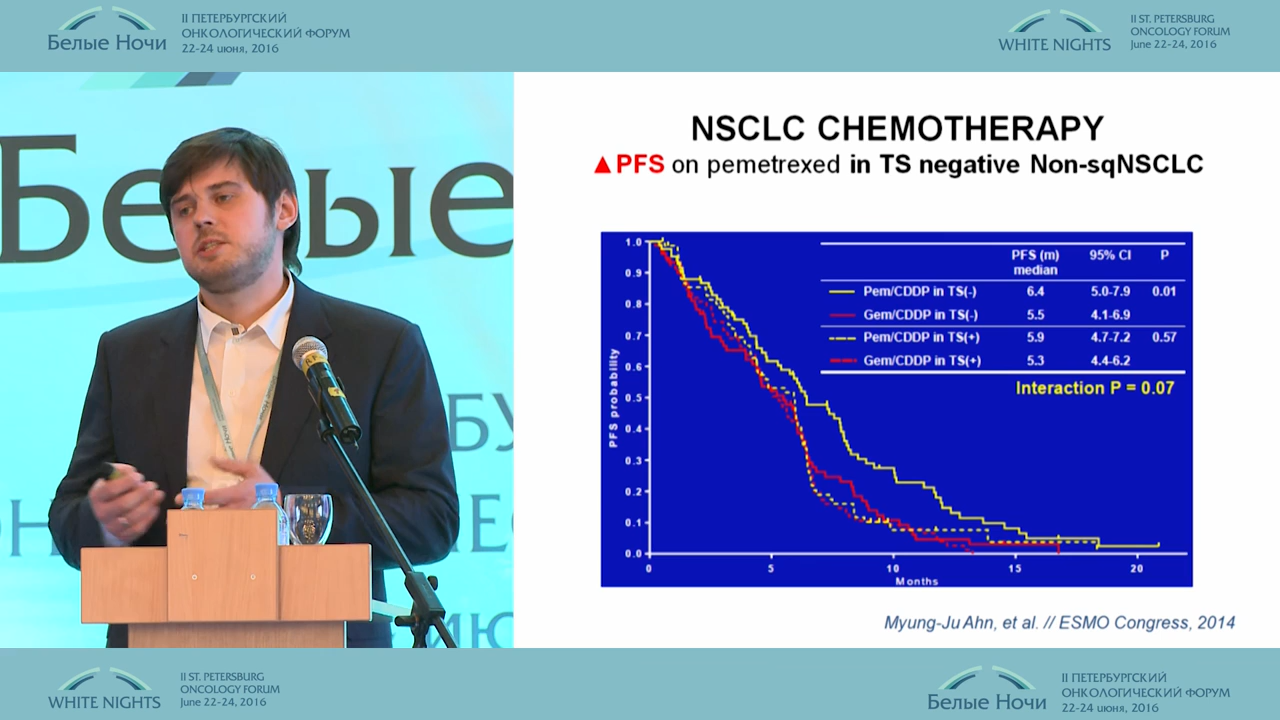 Белые Ночи
II ПЕТЕРБУРГСКИЙ
ОНКОЛОГИЧЕСКИЙ ФОРУМ
22-24 июня, 2016
WHITE NIGHTS
II ST. PETERSBURG
ONCOLOGY FORUM
June 22-24, 2016
Белые
БУ
ОН
ИЮ
NSCLC CHEMOTHERAPY
▲PFS on pemetrexed in TS negative Non-sqNSCLC
PFS (m) median 95% CI P
Pem/CDDP in TS(-) 6.4 5.0-7.9 0.01
Gem/CDDP in TS(-) 5.5 4.1-6.9
Pem/CDDP in TS(+) 5.9 4.7-7.2 0.57
Gem/CDDP in TS(+) 5.3 4.4-6.2
Interaction P = 0.07
PFS probability
1.0
0.9
0.8
0.7
0.6
0.5
0.4
0.3
0.2
0.1
0.0
0 5 10 15 20
Months
Myung-Ju Ahn, et al. // ESMO Congress, 2014
WHITE NIGHTS
II ST. PETERSBURG
ONCOLOGY FORUM
June 22-24, 2016
Белые Ночи
II ПЕТЕРБУРГСКИЙ
ОНКОЛОГИЧЕСКИЙ ФОРУМ
22-24 июня, 2016